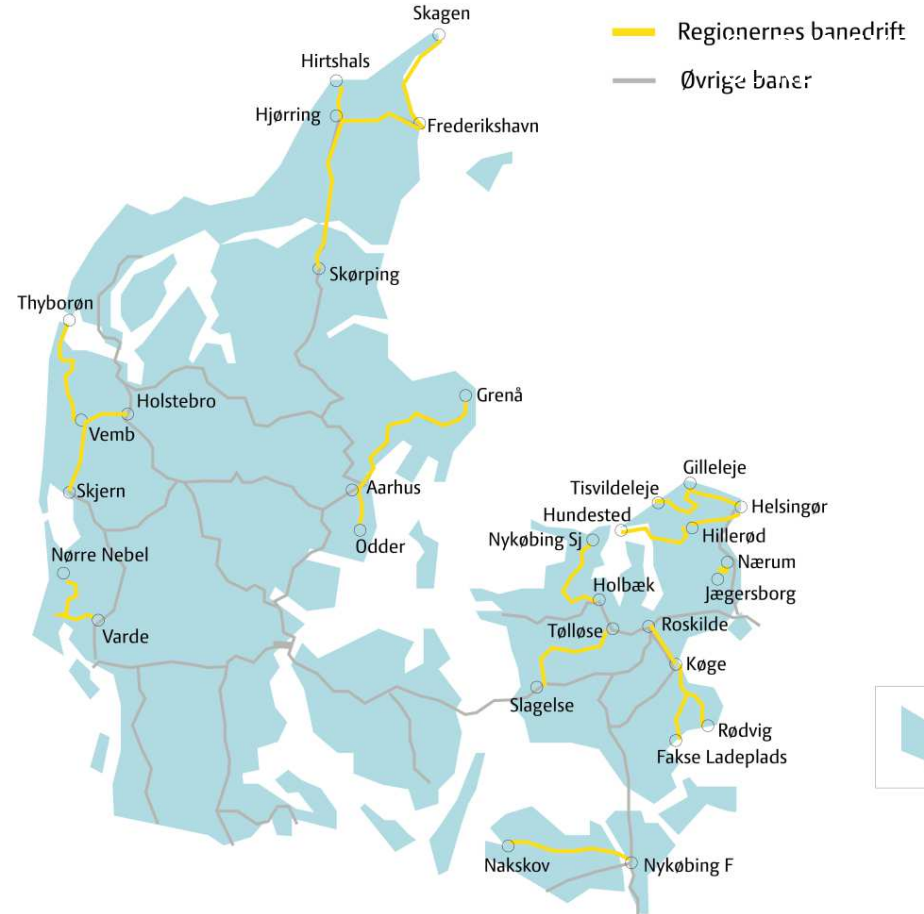 Skagen
Regionernes banedrift
Hirtshals
Øvrige baner
Hjørring
Frederikshavn
Skørping
Thyborøn
Grenå
Holstebro
Vemb
Gilleleje
Aarhus
Skjern
Tisvildeleje
Helsingør
Hundested
Hillerød
Nykøbing Sj
Odder
Nørre Nebel
Nærum
Holbæk
Jægersborg
Tølløse
Roskilde
Varde
Køge
Slagelse
Rødvig
Fakse Ladeplads
Nakskov
Nykøbing F